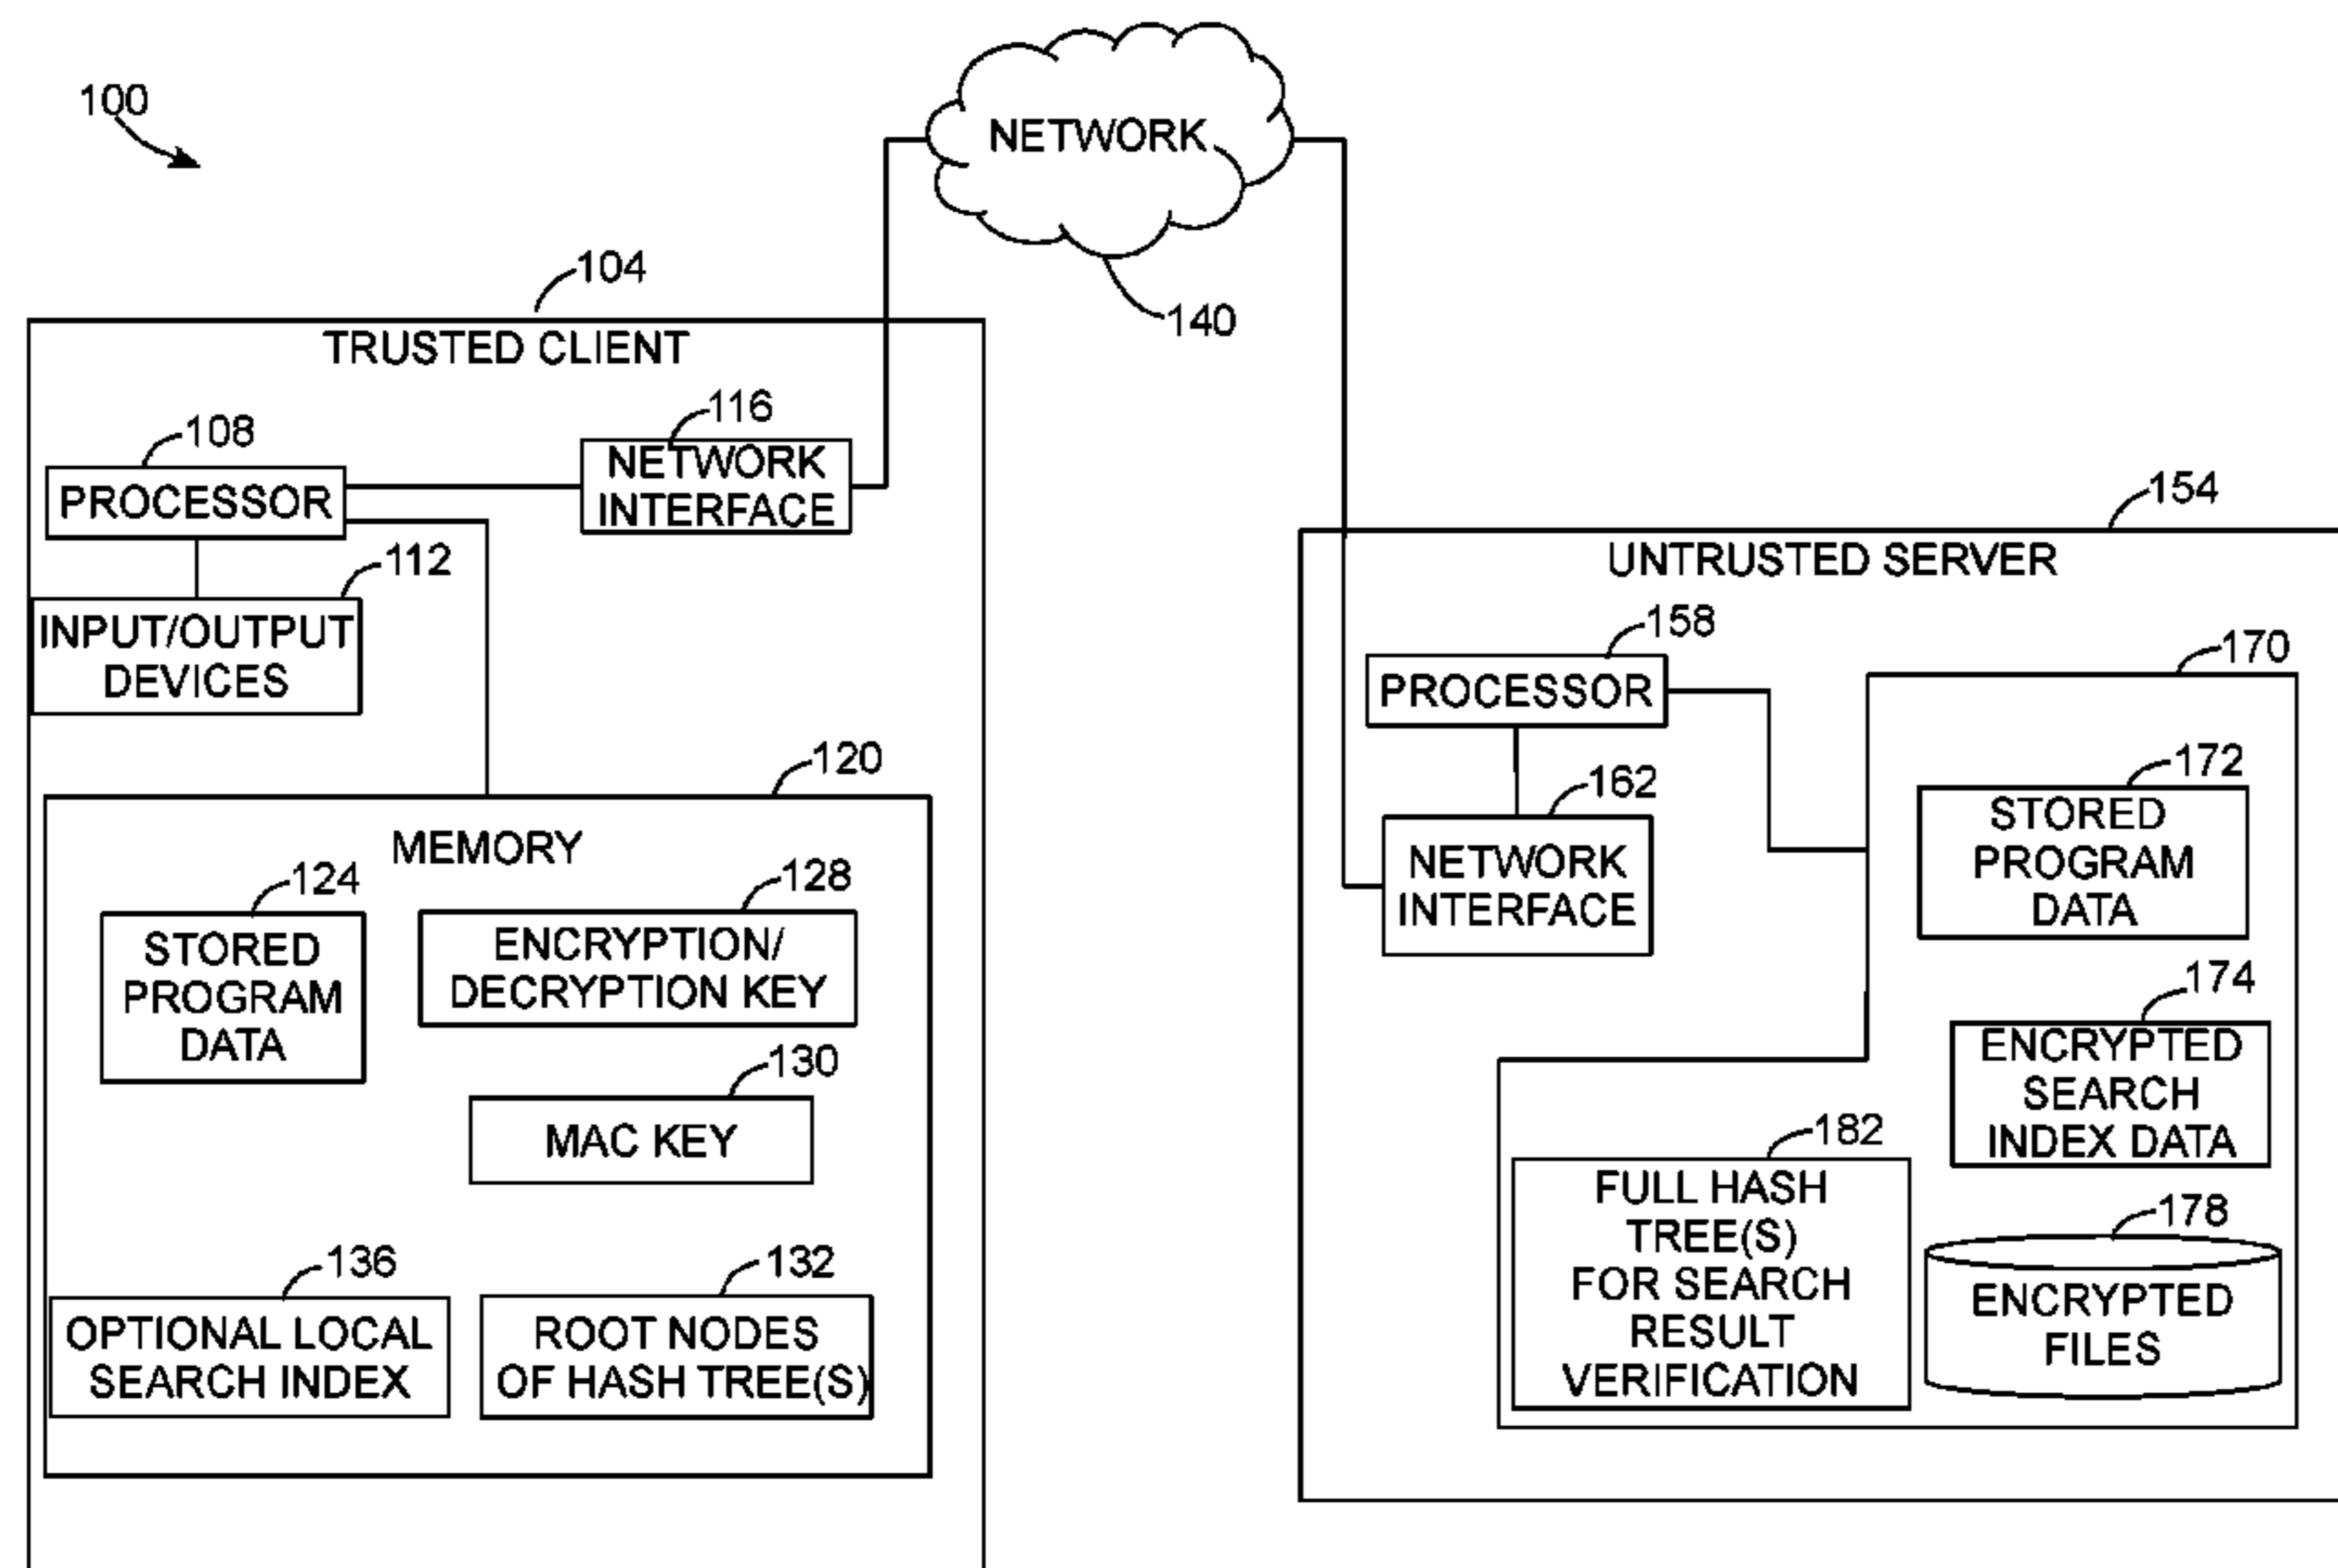 100
NETWORK
140
104
TRUSTED CLIENT
116
NETWORK
INTERFACE
108
PROCESSOR
112
INPUT/OUTPUT
DEVICES
120
MEMORY
124
STORED
PROGRAM
DATA
128
ENCRYPTION/
DECRYPTION KEY
130
MAC KEY
136
OPTIONAL LOCAL
SEARCH INDEX
132
ROOT NODES
OF HASH TREE(S)
154
UNTRUSTED SERVER
158
PROCESSOR
162
NETWORK
INTERFACE
170
172
STORED
PROGRAM
DATA
174
ENCRYPTED
SEARCH
INDEX DATA
182
FULL HASH
TREE(S)
FOR SEARCH
RESULT
VERIFICATION
178
ENCRYPTED
FILES